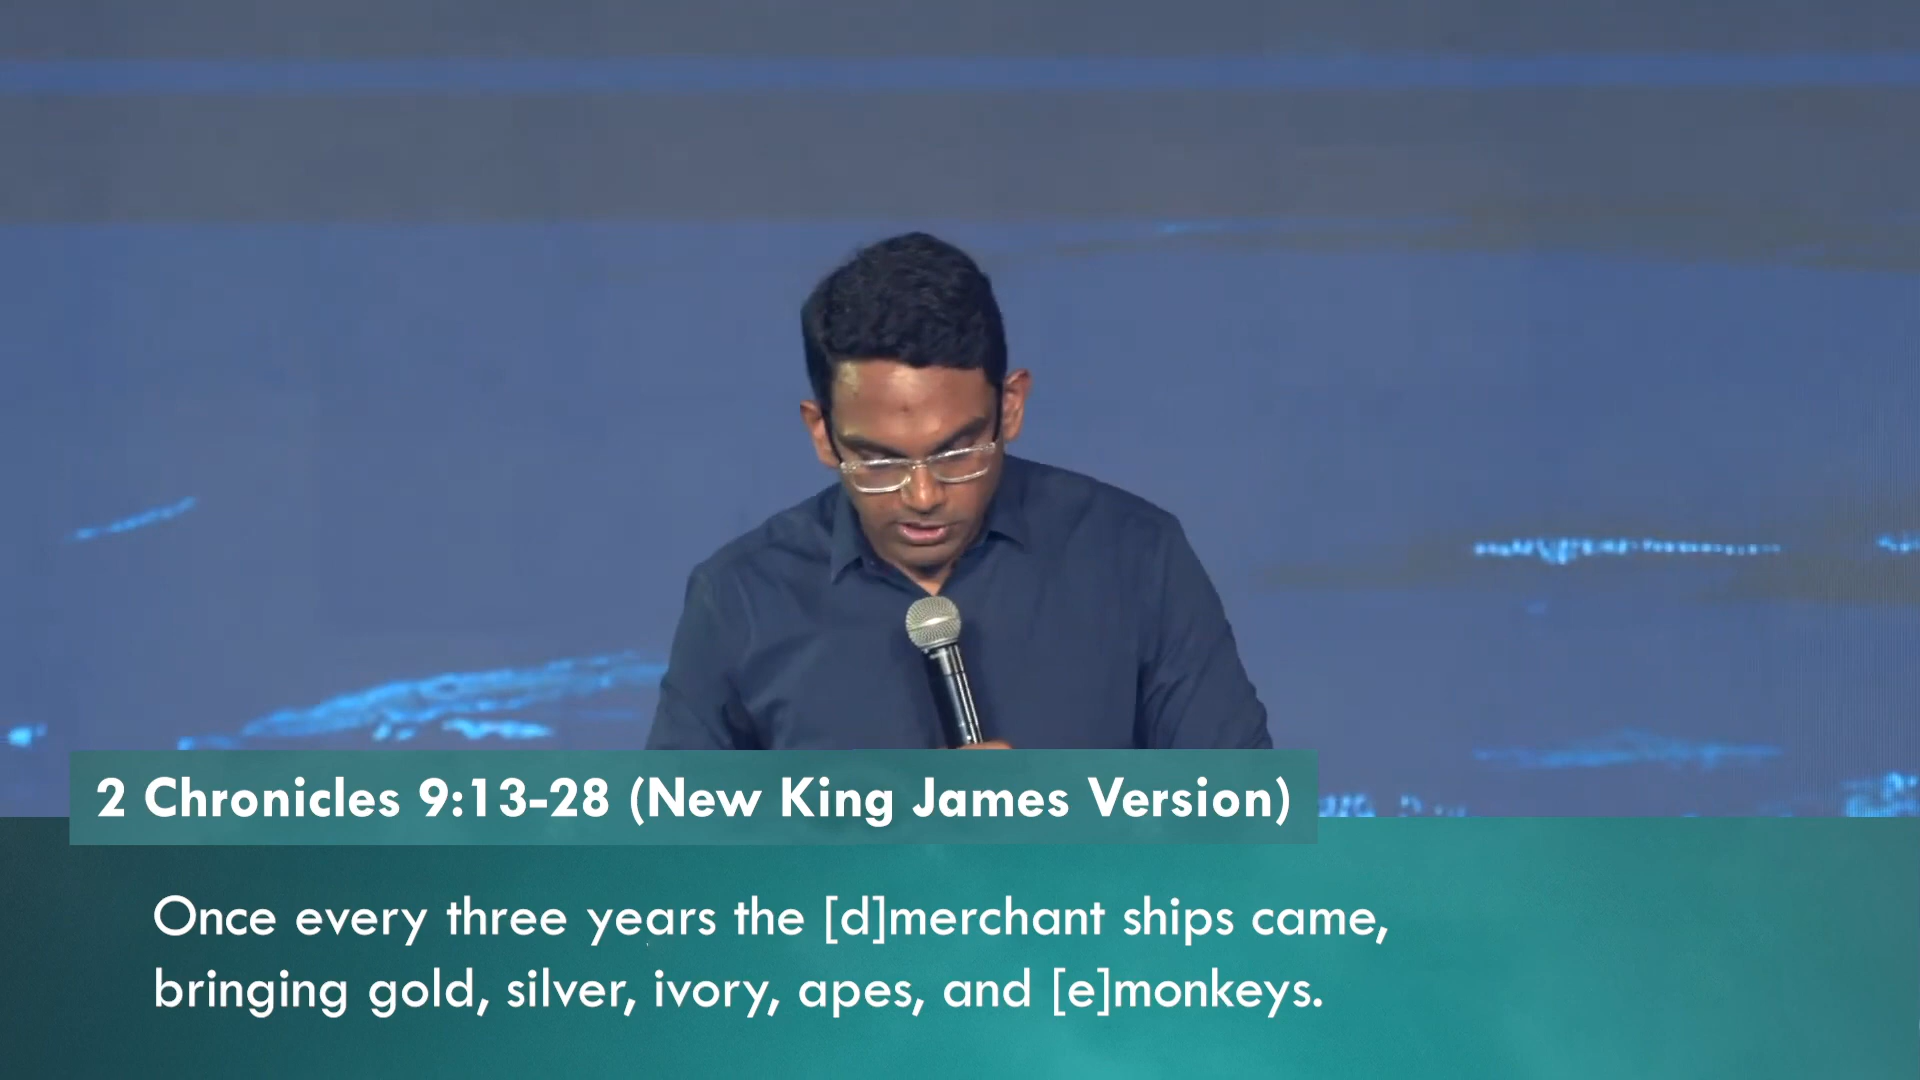 2 Chronicles 9:13-28 (New King James Version)
Once every three years the [d]merchant ships came,
bringing gold, silver, ivory, apes, and [e]monkeys.